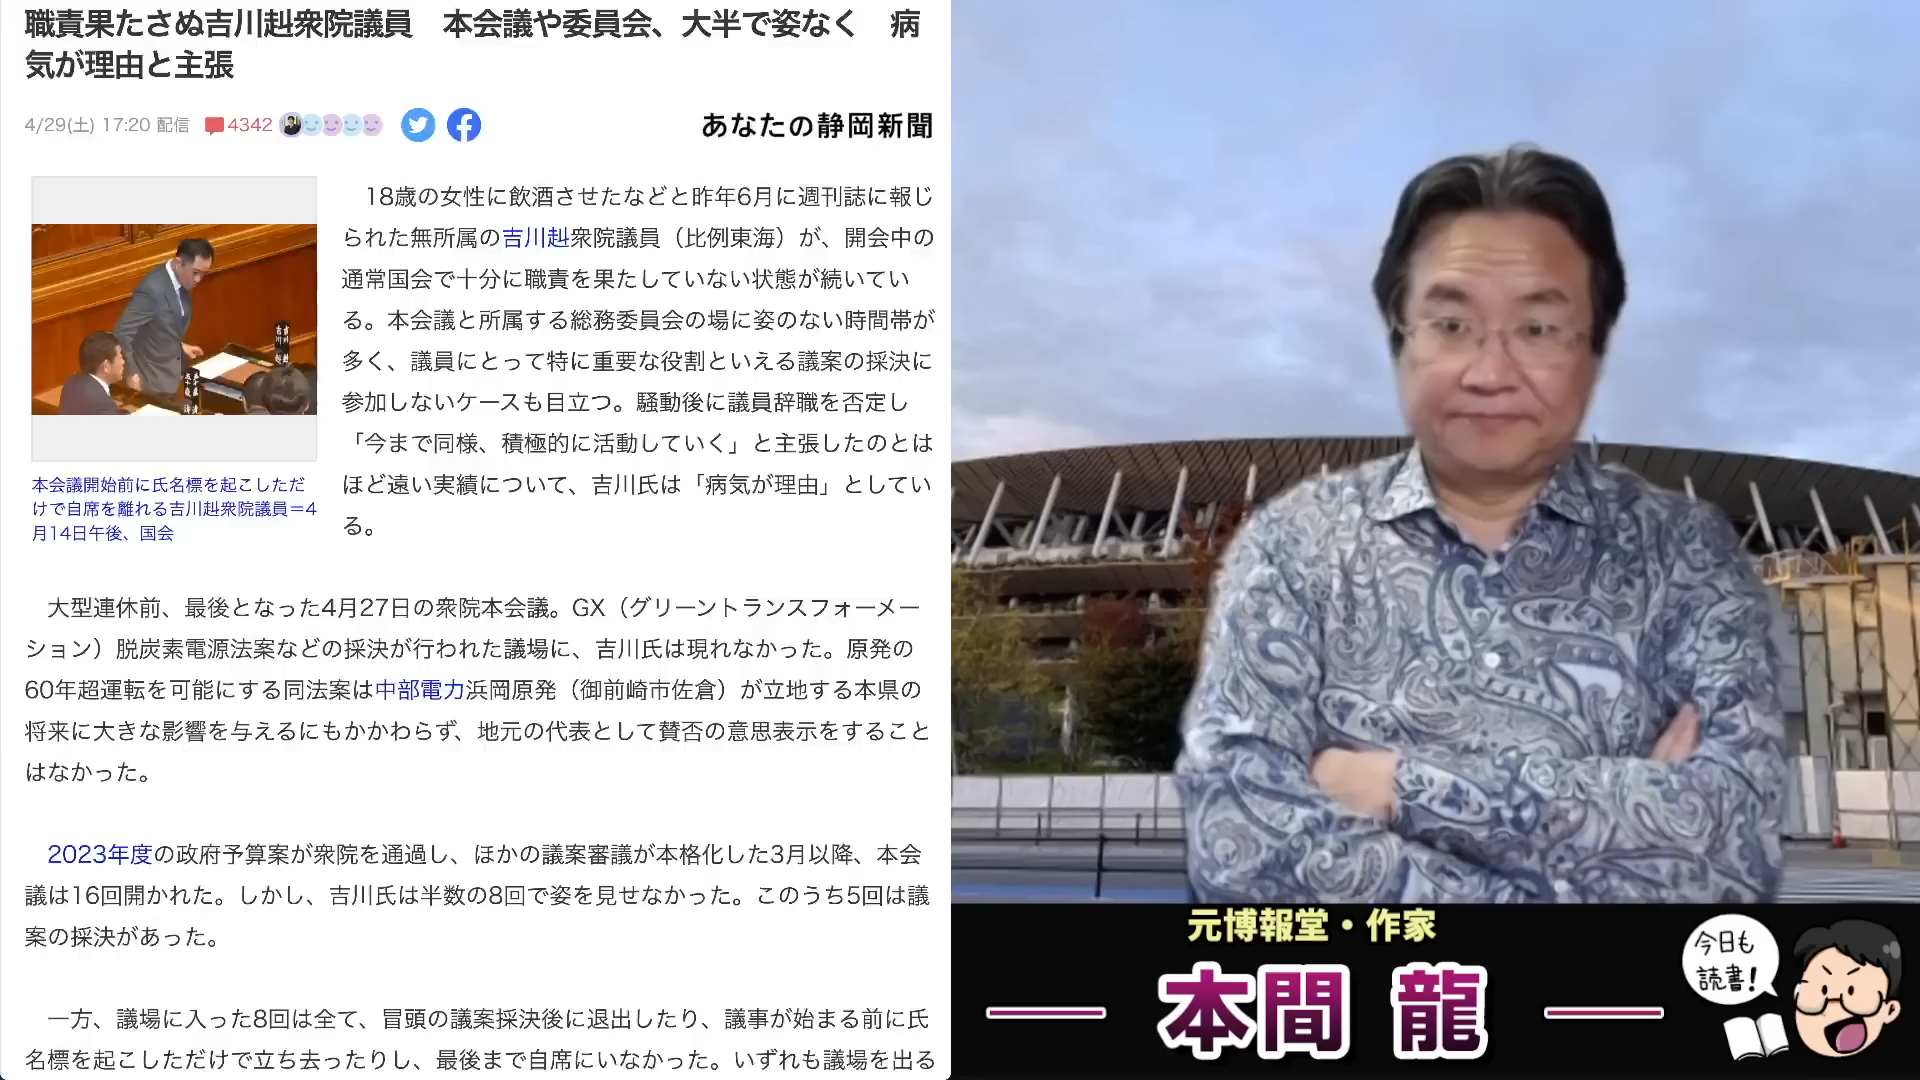 職責果たさぬ吉川赳衆院議員　本会議や委員会、大半で姿なく　病
気が理由と主張
4/29(土) 17:20 配信
4342
あなたの静岡新聞
18歳の女性に飲酒させたなどと昨年6月に週刊誌に報じ
られた無所属の吉川赳衆院議員（比例東海）が、開会中の
通常国会で十分に職責を果たしていない状態が続いてい
る。本会議と所属する総務委員会の場に姿のない時間帯が
多く、議員にとって特に重要な役割といえる議案の採決に
参加しないケースも目立つ。騒動後に議員辞職を否定し
「今まで同様、積極的に活動していく」と主張したのとは
ほど遠い実績について、吉川氏は「病気が理由」としてい
る。
本会議開始前に氏名標を起こしただ
けで自席を離れる吉川赳衆院議員＝4
月14日午後、国会
大型連休前、最後となった4月27日の衆院本会議。GX（グリーントランスフォーメー
ション）脱炭素電源法案などの採決が行われた議場に、吉川氏は現れなかった。原発の
60年超運転を可能にする同法案は中部電力浜岡原発（御前崎市佐倉）が立地する本県の
将来に大きな影響を与えるにもかかわらず、地元の代表として賛否の意思表示をすること
はなかった。
2023年度の政府予算案が衆院を通過し、ほかの議案審議が本格化した3月以降、本会
議は16回開かれた。しかし、吉川氏は半数の8回で姿を見せなかった。このうち5回は議
案の採決があった。
一方、議場に入った8回は全て、冒頭の議案採決後に退出したり、議事が始まる前に氏
名標を起こしただけで立ち去ったりし、最後まで自席にいなかった。いずれも議場を出る
元博報堂・作家
本間 龍
今日も
読書！